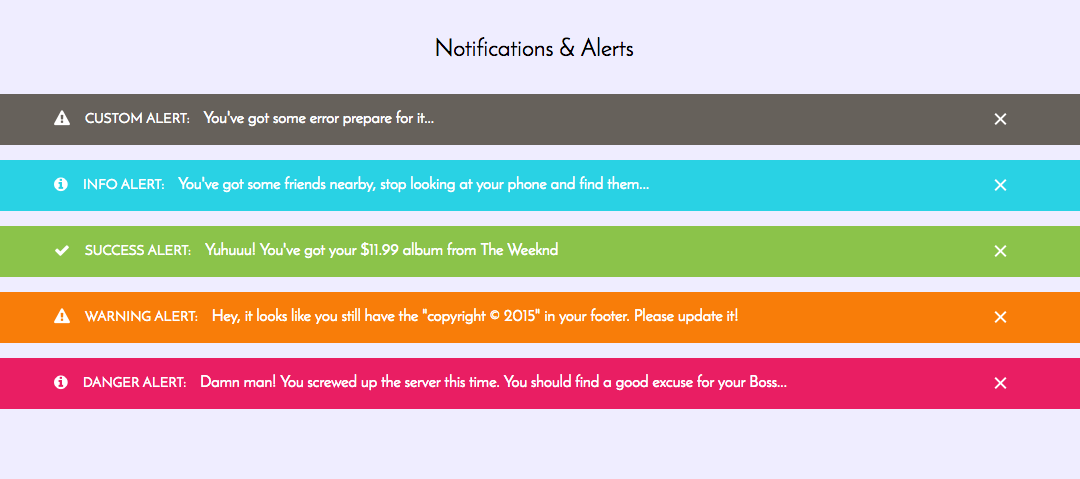 Notifications & Alerts
CUSTOM ALERT: You've got some error prepare for it...
INFO ALERT: You've got some friends nearby, stop looking at your phone and find them...
SUCCESS ALERT: Yuhuuu! You've got your $11.99 album from The Weeknd
WARNING ALERT: Hey, it looks like you still have the "copyright © 2015" in your footer. Please update it!
DANGER ALERT: Damn man! You screwed up the server this time. You should find a good excuse for your Boss...